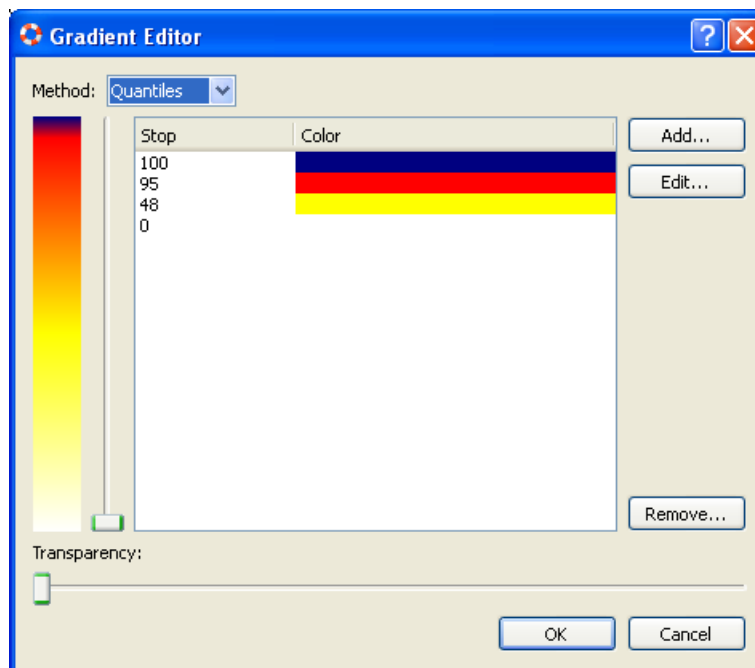 Gradient Editor
Method: Quantiles
Stop Color
100
95
48
0
Add...
Edit...
Remove...
Transparency:
OK Cancel